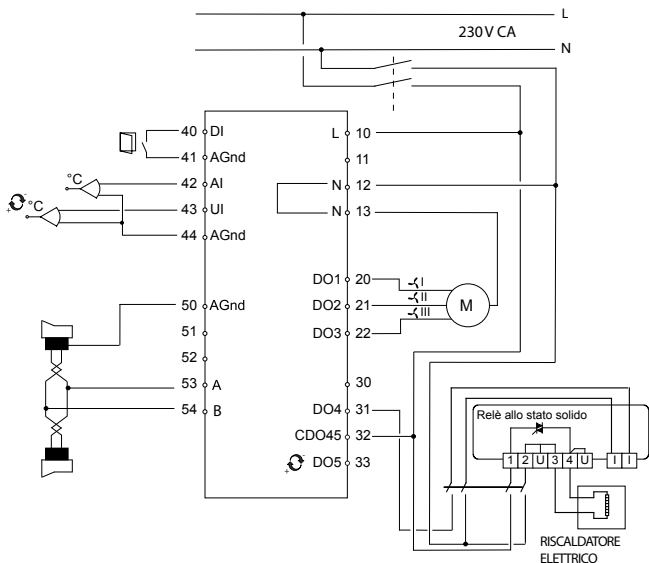 L
230 V CA
N
40 DI
41 AGnd
42 AI
43 UI
44 AGnd
50 AGnd
51
52
53 A
54 B
L 10
11
N 12
N 13
DO1 20
DO2 21
DO3 22
30
DO4 31
CDO45 32
DO5 33
°C
°C
+ -
I
II
III
M
+ -
Relè allo stato solido
1 2 U 3 4 U I I
RISCALDATORE
ELETTRICO